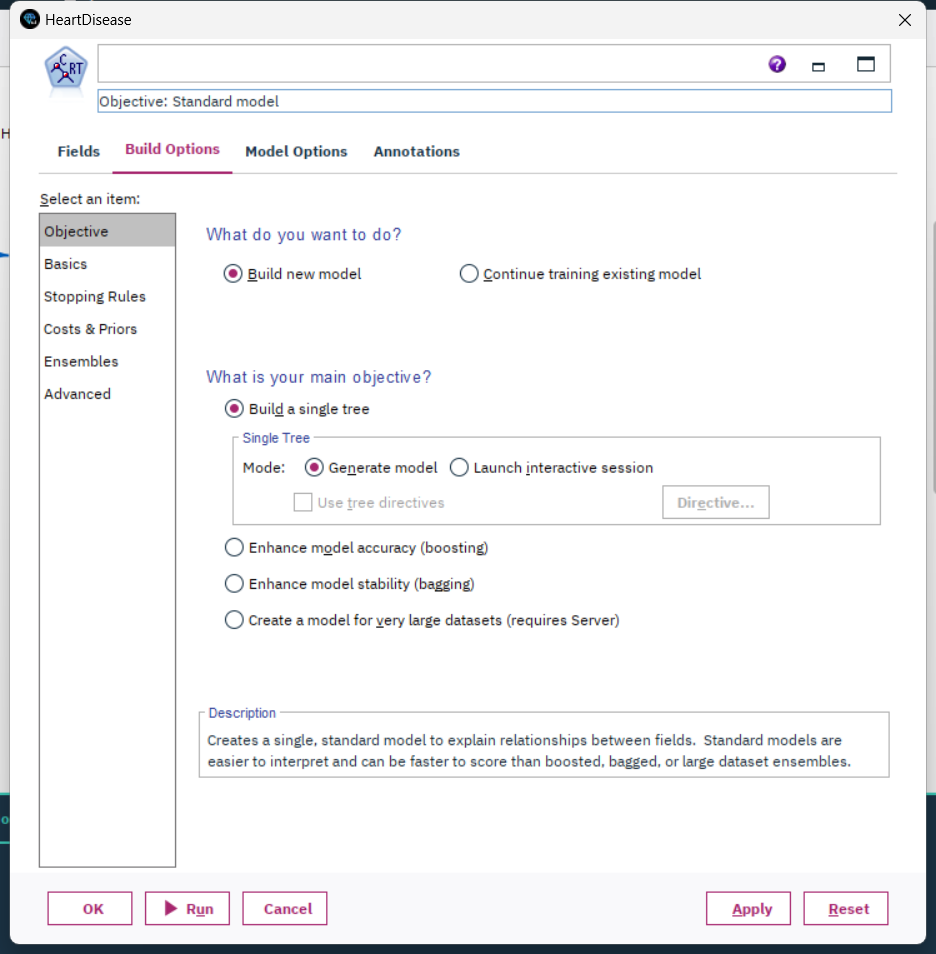 HeartDisease
CRT
?
Objective: Standard model
Fields Build Options Model Options Annotations
Select an item:
Objective
Basics
Stopping Rules
Costs & Priors
Ensembles
Advanced
What do you want to do?
Build new model Continue training existing model
What is your main objective?
Build a single tree
Single Tree
Mode: Generate model Launch interactive session
Use tree directives Directive...
Enhance model accuracy (boosting)
Enhance model stability (bagging)
Create a model for very large datasets (requires Server)
Description
Creates a single, standard model to explain relationships between fields. Standard models are
easier to interpret and can be faster to score than boosted, bagged, or large dataset ensembles.
OK Run Cancel Apply Reset